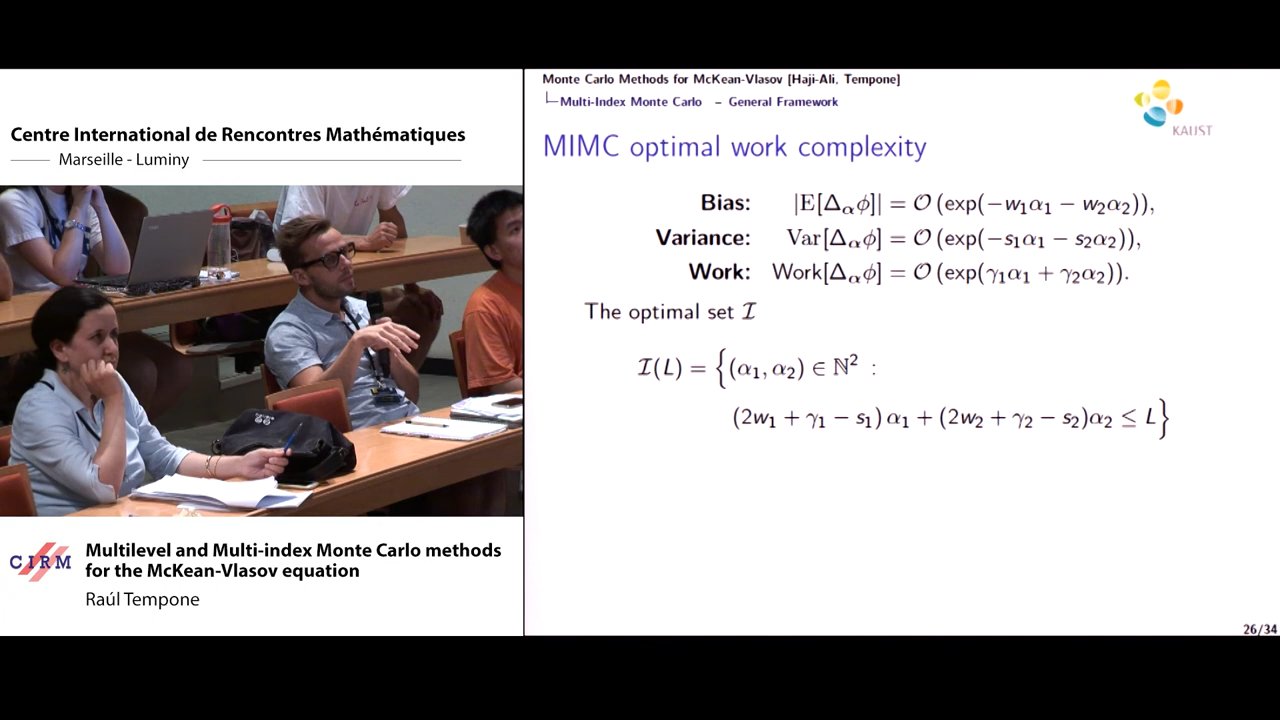 Centre International de Rencontres Mathématiques
Marseille - Luminy
CIRM
Multilevel and Multi-index Monte Carlo methods
for the McKean-Vlasov equation
Raúl Tempone
Monte Carlo Methods for McKean-Vlasov [Haji-Ali, Tempone]
Multi-Index Monte Carlo – General Framework
KAUST
MIMC optimal work complexity
Bias: |E[Δ_α ϕ]| = 𝒪 (exp(−w₁α₁ − w₂α₂)),
Variance: Var[Δ_α ϕ] = 𝒪 (exp(−s₁α₁ − s₂α₂)),
Work: Work[Δ_α ϕ] = 𝒪 (exp(γ₁α₁ + γ₂α₂)).
The optimal set ℐ
ℐ(L) = {(α₁, α₂) ∈ ℕ² :
(2w₁ + γ₁ − s₁) α₁ + (2w₂ + γ₂ − s₂)α₂ ≤ L}
26/34